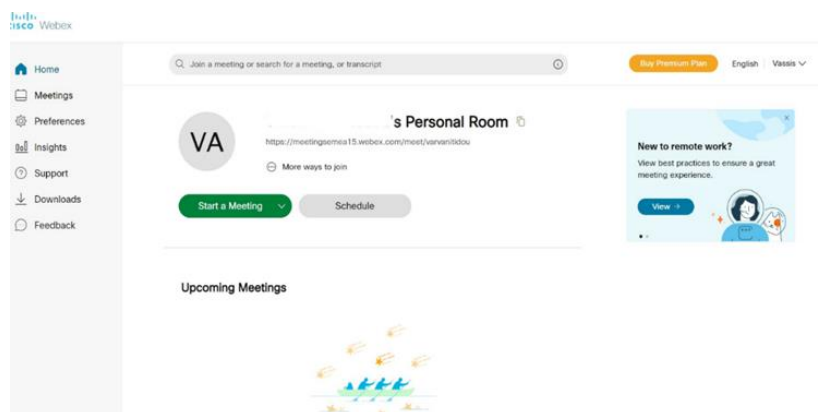 CISCO Webex
Join a meeting or search for a meeting, or transcript
Buy Premium Plan
English
Vassis
Home
Meetings
Preferences
Insights
Support
Downloads
Feedback
VA
's Personal Room
https://meetingsemea15.webex.com/meet/varvanitidou
More ways to join
Start a Meeting
Schedule
New to remote work?
View best practices to ensure a great
meeting experience.
View →
Upcoming Meetings